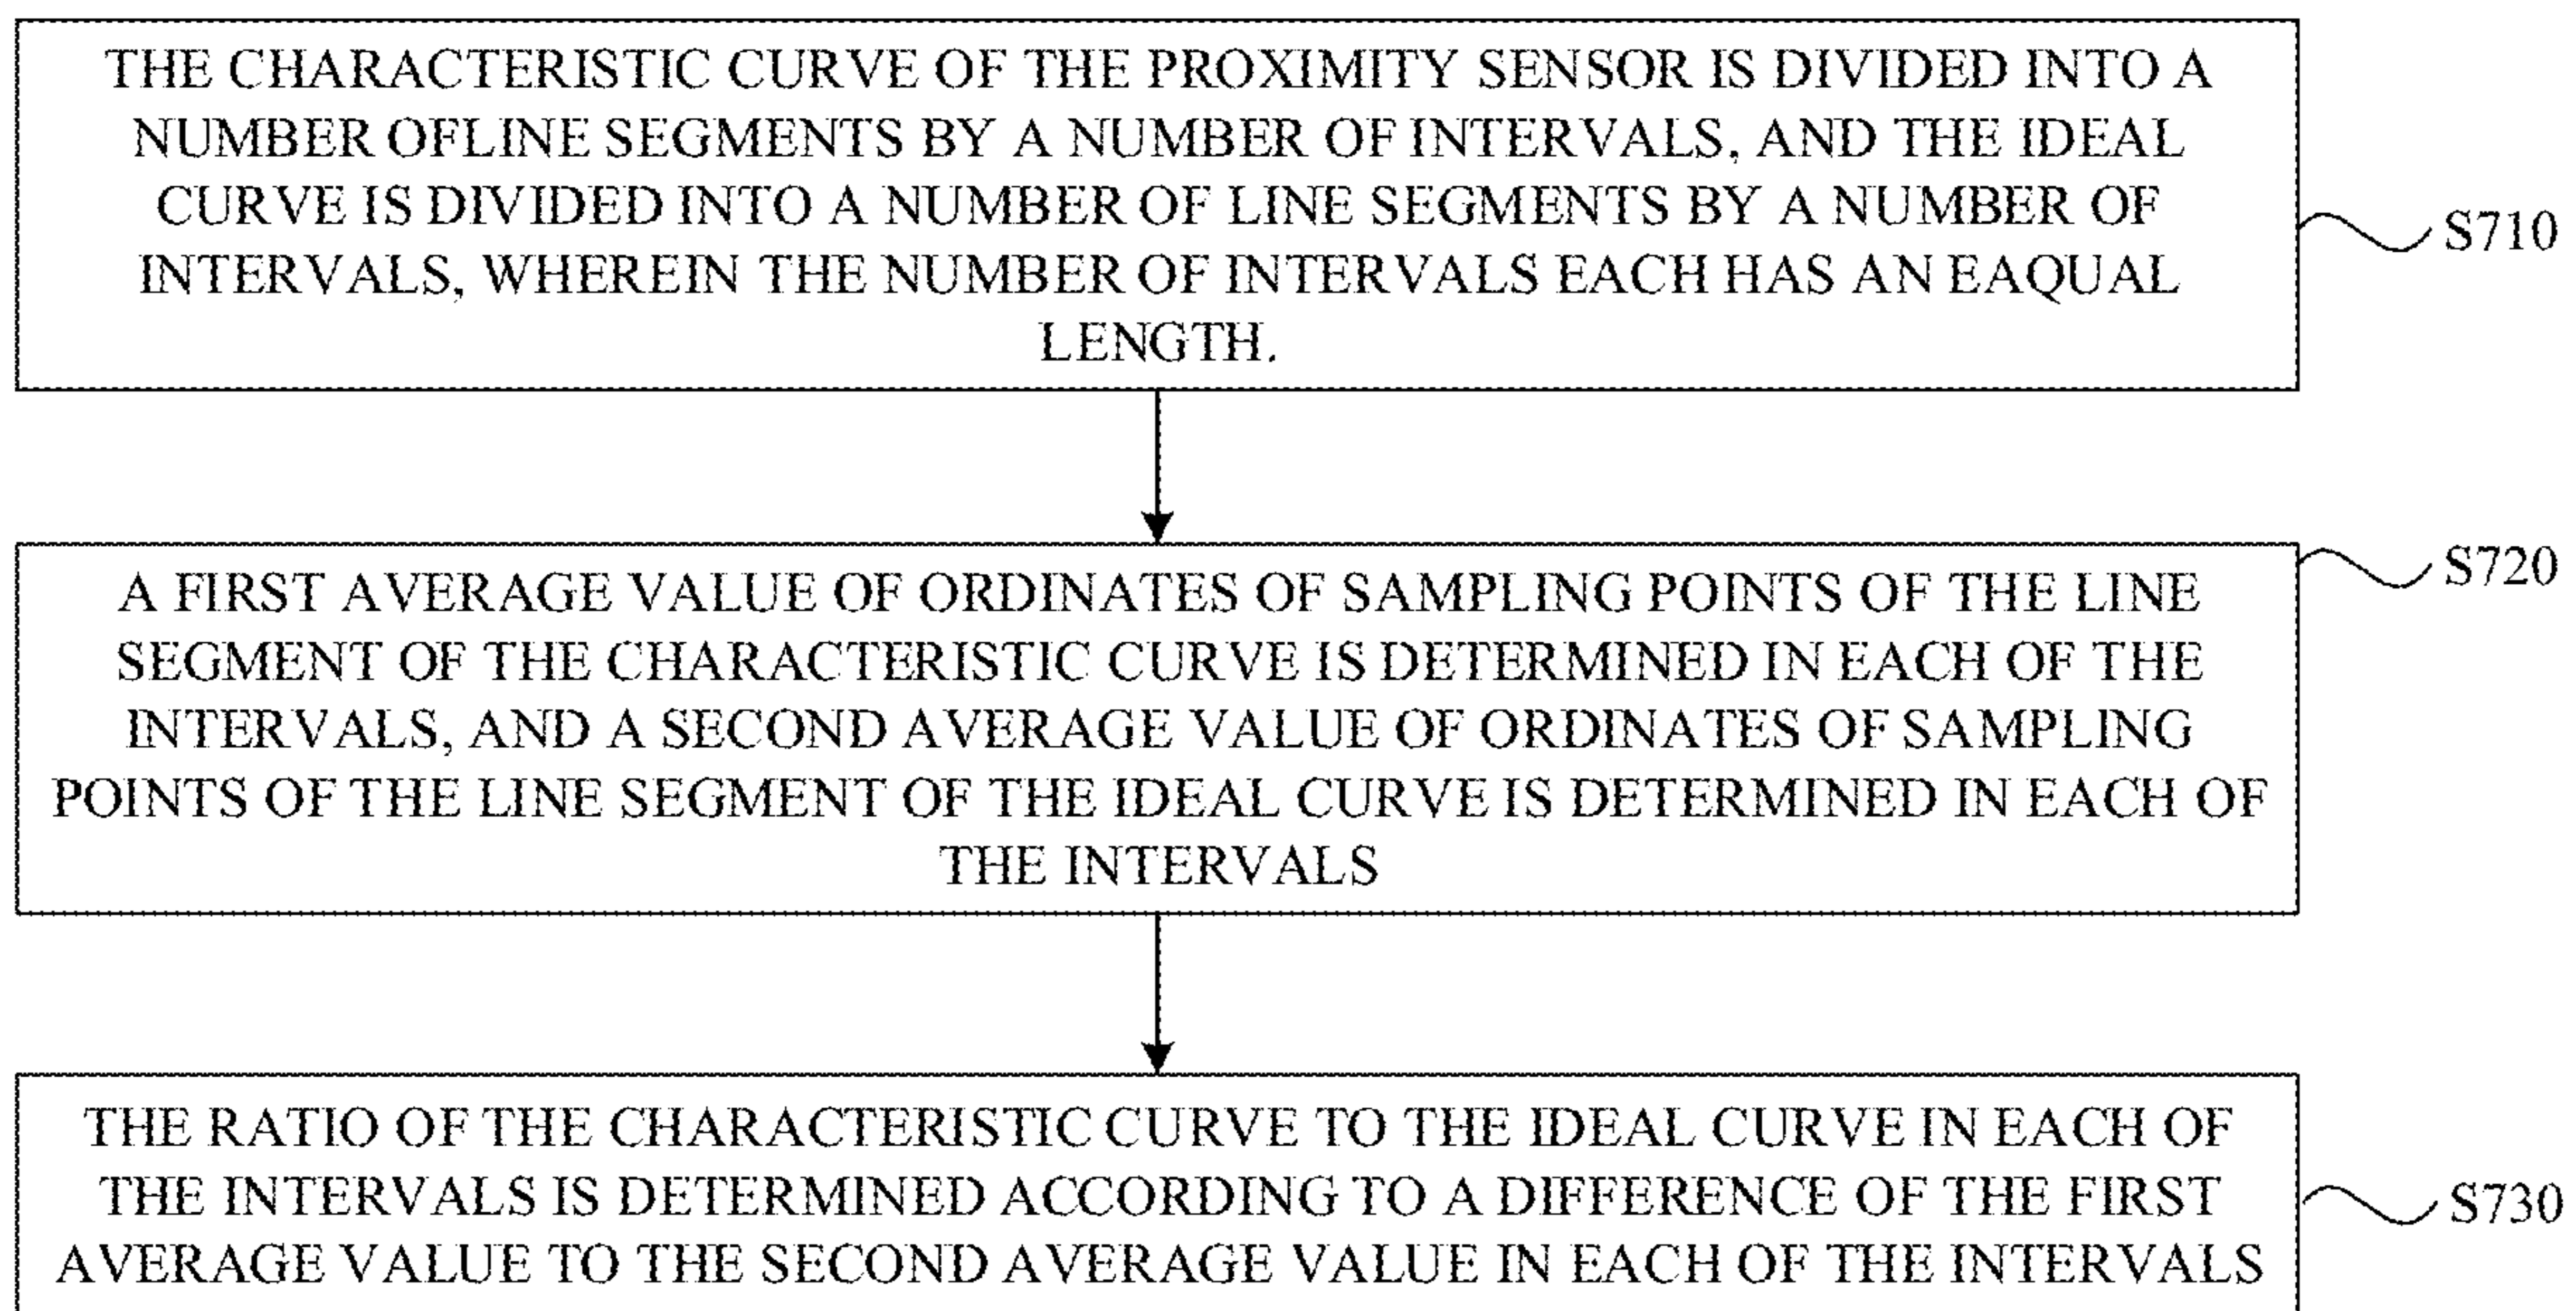 THE CHARACTERISTIC CURVE OF THE PROXIMITY SENSOR IS DIVIDED INTO A
NUMBER OFLINE SEGMENTS BY A NUMBER OF INTERVALS, AND THE IDEAL
CURVE IS DIVIDED INTO A NUMBER OF LINE SEGMENTS BY A NUMBER OF
INTERVALS, WHEREIN THE NUMBER OF INTERVALS EACH HAS AN EAQUAL
LENGTH.
S710
A FIRST AVERAGE VALUE OF ORDINATES OF SAMPLING POINTS OF THE LINE
SEGMENT OF THE CHARACTERISTIC CURVE IS DETERMINED IN EACH OF THE
INTERVALS, AND A SECOND AVERAGE VALUE OF ORDINATES OF SAMPLING
POINTS OF THE LINE SEGMENT OF THE IDEAL CURVE IS DETERMINED IN EACH OF
THE INTERVALS
S720
THE RATIO OF THE CHARACTERISTIC CURVE TO THE IDEAL CURVE IN EACH OF
THE INTERVALS IS DETERMINED ACCORDING TO A DIFFERENCE OF THE FIRST
AVERAGE VALUE TO THE SECOND AVERAGE VALUE IN EACH OF THE INTERVALS
S730